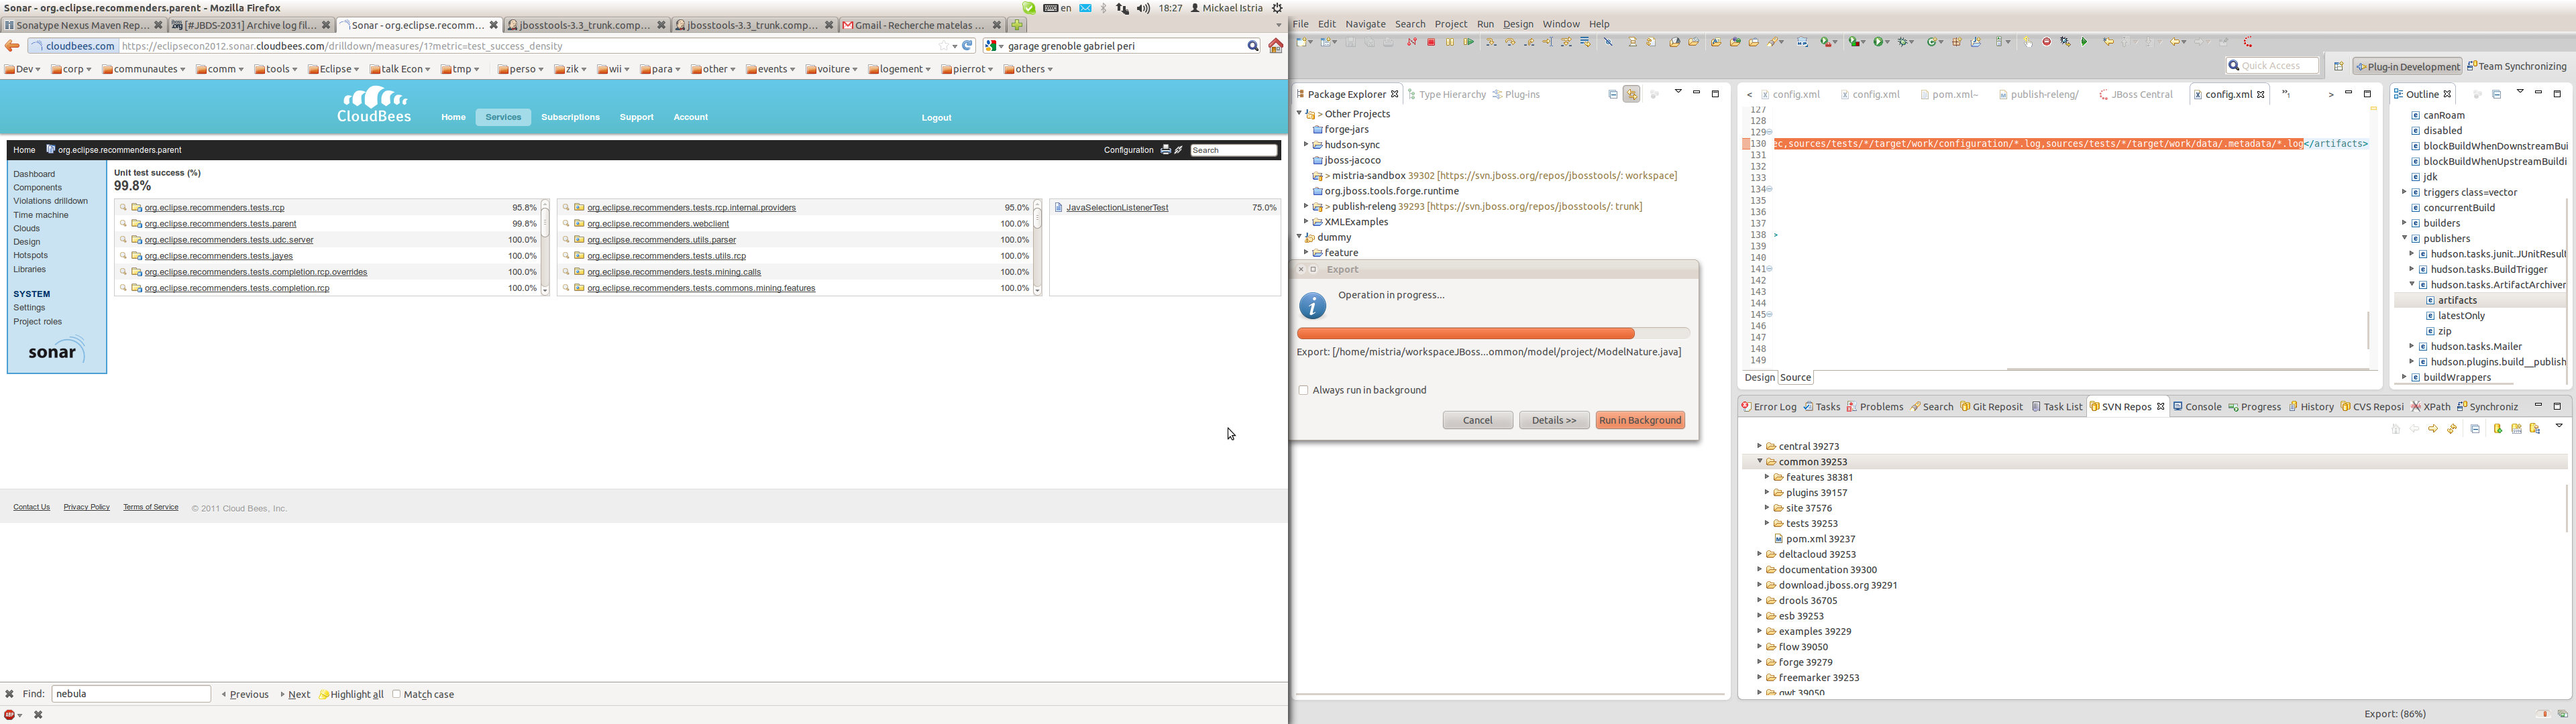 Sonar - org.eclipse.recommenders.parent - Mozilla Firefox
en
18:27
Mickael Istria
Sonatype Nexus Maven Rep...
[#JBDS-2031] Archive log fil...
Sonar - org.eclipse.recomm...
jbosstools-3.3_trunk.comp...
jbosstools-3.3_trunk.comp...
Gmail - Recherche matelas ...
cloudbees.com
https://eclipsecon2012.sonar.cloudbees.com/drilldown/measures/1?metric=test_success_density
garage grenoble gabriel peri
Dev
corp
communautes
comm
tools
Eclipse
talk Econ
tmp
perso
zik
wii
para
other
events
voiture
logement
pierrot
others
CloudBees
Home
Services
Subscriptions
Support
Account
Logout
Home
org.eclipse.recommenders.parent
Configuration
Search
Dashboard
Components
Violations drilldown
Time machine
Clouds
Design
Hotspots
Libraries
SYSTEM
Settings
Project roles
sonar
Unit test success (%)
99.8%
org.eclipse.recommenders.tests.rcp 95.8%
org.eclipse.recommenders.tests.parent 99.8%
org.eclipse.recommenders.tests.udc.server 100.0%
org.eclipse.recommenders.tests.jayes 100.0%
org.eclipse.recommenders.tests.completion.rcp.overrides 100.0%
org.eclipse.recommenders.tests.completion.rcp 100.0%
org.eclipse.recommenders.tests.rcp.internal.providers 95.0%
org.eclipse.recommenders.webclient 100.0%
org.eclipse.recommenders.utils.parser 100.0%
org.eclipse.recommenders.tests.utils.rcp 100.0%
org.eclipse.recommenders.tests.mining.calls 100.0%
org.eclipse.recommenders.tests.commons.mining.features 100.0%
JavaSelectionListenerTest 75.0%
Contact Us
Privacy Policy
Terms of Service
© 2011 Cloud Bees, Inc.
Find: nebula
Previous
Next
Highlight all
Match case
File Edit Navigate Search Project Run Design Window Help
Quick Access
Plug-in Development
Team Synchronizing
Package Explorer
Type Hierarchy
Plug-ins
> Other Projects
forge-jars
> hudson-sync
jboss-jacoco
> mistria-sandbox 39302 [https://svn.jboss.org/repos/jbosstools/: workspace]
org.jboss.tools.forge.runtime
> publish-releng 39293 [https://svn.jboss.org/repos/jbosstools/: trunk]
XMLExamples
dummy
feature
Export
Operation in progress...
Export: [/home/mistria/workspaceJBoss...ommon/model/project/ModelNature.java]
Always run in background
Cancel
Details >>
Run in Background
config.xml
config.xml
pom.xml~
publish-releng/
JBoss Central
config.xml
127
128
129
130 ec,sources/tests/*/target/work/configuration/*.log,sources/tests/*/target/work/data/.metadata/*.log</artifacts>
131
132
133
134
135
136
137
138 >
139
140
141
142
143
144
145
146
147
148
149
Design
Source
Outline
canRoam
disabled
blockBuildWhenDownstreamBui
blockBuildWhenUpstreamBuildi
jdk
triggers class=vector
concurrentBuild
builders
publishers
hudson.tasks.junit.JUnitResult
hudson.tasks.BuildTrigger
hudson.tasks.ArtifactArchiver
artifacts
latestOnly
zip
hudson.tasks.Mailer
hudson.plugins.build__publish
buildWrappers
Error Log
Tasks
Problems
Search
Git Reposit
Task List
SVN Repos
Console
Progress
History
CVS Reposi
XPath
Synchroniz
central 39273
common 39253
features 38381
plugins 39157
site 37576
tests 39253
pom.xml 39237
deltacloud 39253
documentation 39300
download.jboss.org 39291
drools 36705
esb 39253
examples 39229
flow 39050
forge 39279
freemarker 39253
gwt 39050
Export: (86%)